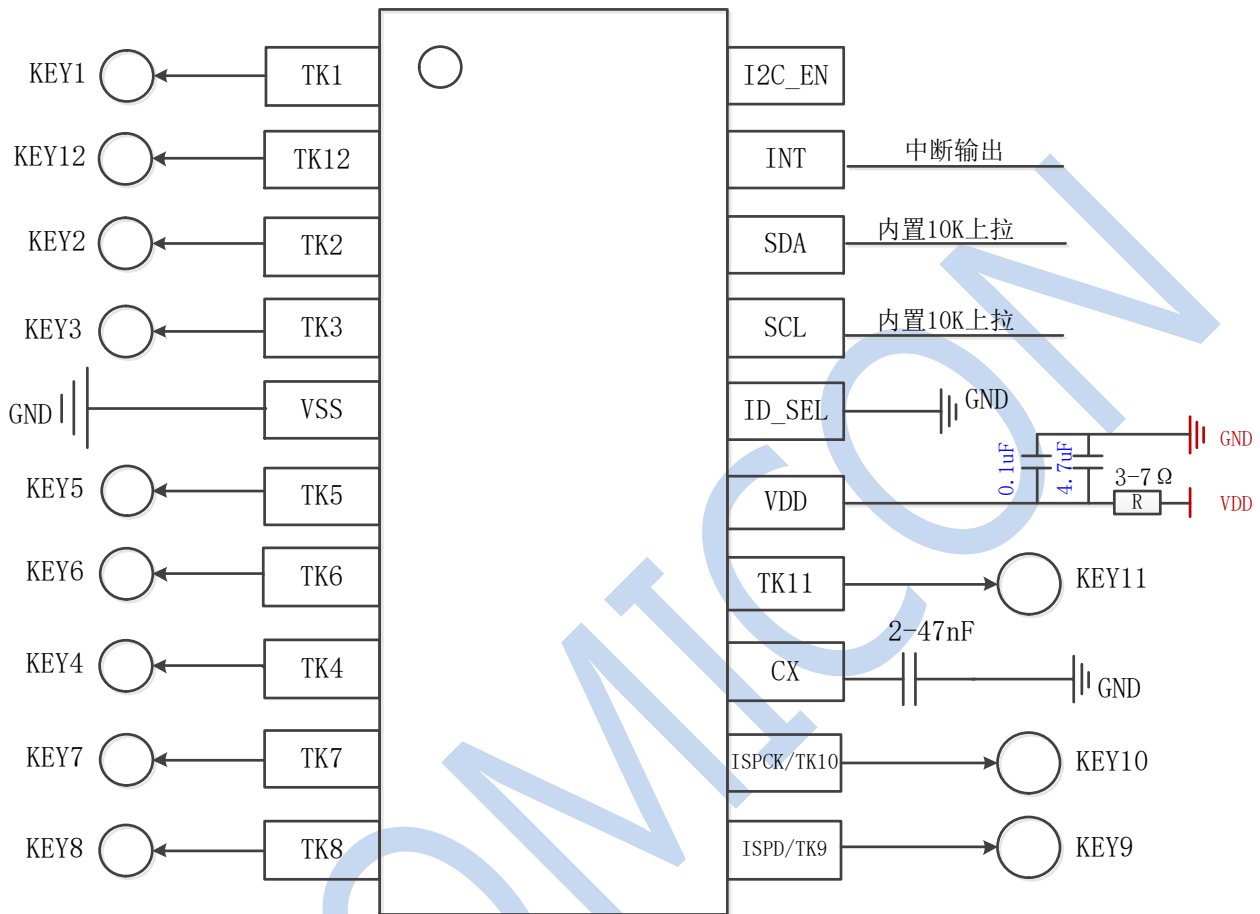 KEY1 TK1 I2C_EN
KEY12 TK12 INT 中断输出
KEY2 TK2 SDA 内置10K上拉
KEY3 TK3 SCL 内置10K上拉
GND VSS ID_SEL GND
0.1uF 4.7uF GND
KEY5 TK5 VDD 3-7Ω R VDD
KEY6 TK6 TK11 KEY11
2-47nF
KEY4 TK4 CX GND
KEY7 TK7 ISPCK/TK10 KEY10
KEY8 TK8 ISPD/TK9 KEY9
OMICON